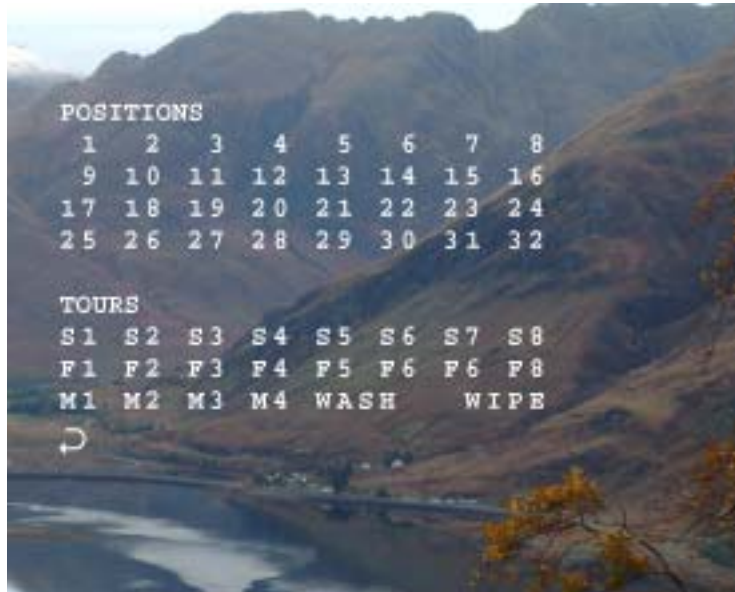 POSITIONS
1 2 3 4 5 6 7 8
9 10 11 12 13 14 15 16
17 18 19 20 21 22 23 24
25 26 27 28 29 30 31 32
TOURS
S1 S2 S3 S4 S5 S6 S7 S8
F1 F2 F3 F4 F5 F6 F6 F8
M1 M2 M3 M4 WASH WIPE